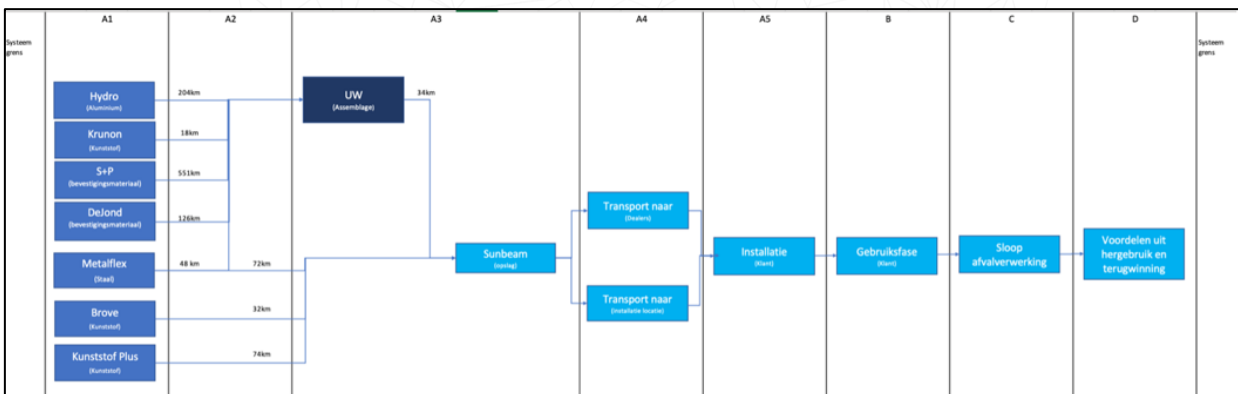 A1
A2
A3
A4
A5
B
C
D
Systeem
grens
Systeem
grens
Hydro
(Aluminium)
204km
UW
(Assemblage)
34km
Krunon
(Kunststof)
18km
S+P
(bevestigingsmateriaal)
551km
DeJond
(bevestigingsmateriaal)
126km
Transport naar
(Dealers)
Metalflex
(Staal)
48 km
72km
Sunbeam
(opslag)
Installatie
(Klant)
Gebruiksfase
(Klant)
Sloop
afvalverwerking
Voordelen uit
hergebruik en
terugwinning
Transport naar
(Installatie locatie)
Brove
(Kunststof)
32km
Kunststof Plus
(Kunststof)
74km